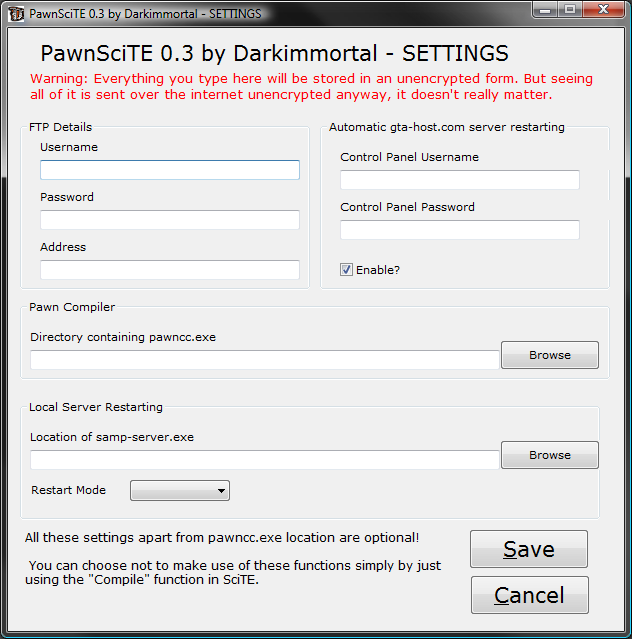 PawnSciTE 0.3 by Darkimmortal - SETTINGS
PawnSciTE 0.3 by Darkimmortal - SETTINGS
Warning: Everything you type here will be stored in an unencrypted form. But seeing
all of it is sent over the internet unencrypted anyway, it doesn't really matter.
FTP Details
Username
Password
Address
Automatic gta-host.com server restarting
Control Panel Username
Control Panel Password
Enable?
Pawn Compiler
Directory containing pawncc.exe
Browse
Local Server Restarting
Location of samp-server.exe
Browse
Restart Mode
All these settings apart from pawncc.exe location are optional!
You can choose not to make use of these functions simply by just
using the "Compile" function in SciTE.
Save
Cancel